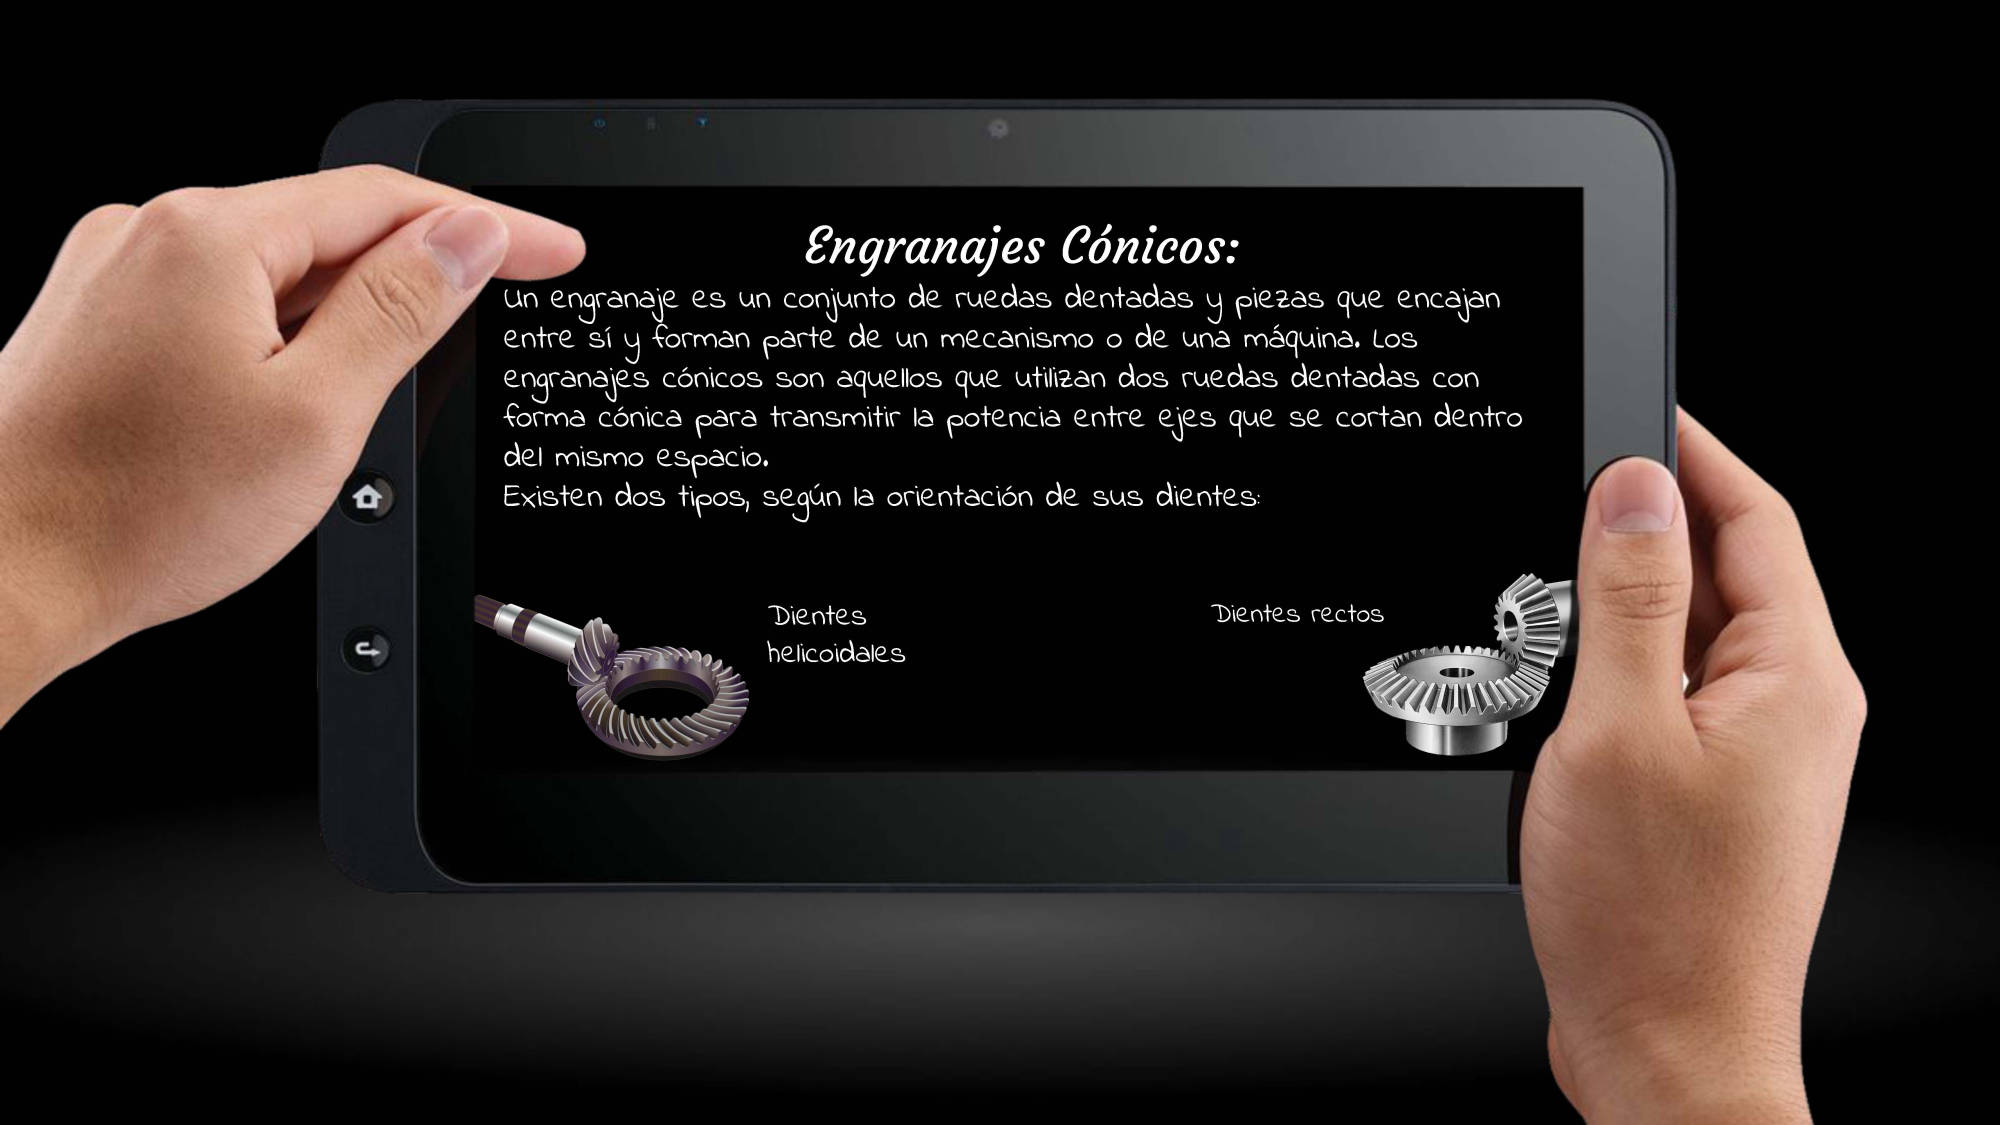 Engranajes Cónicos:
Un engranaje es un conjunto de ruedas dentadas y piezas que encajan
entre sí y forman parte de un mecanismo o de una máquina. Los
engranajes cónicos son aquellos que utilizan dos ruedas dentadas con
forma cónica para transmitir la potencia entre ejes que se cortan dentro
del mismo espacio.
Existen dos tipos, según la orientación de sus dientes:
Dientes
helicoidales
Dientes rectos